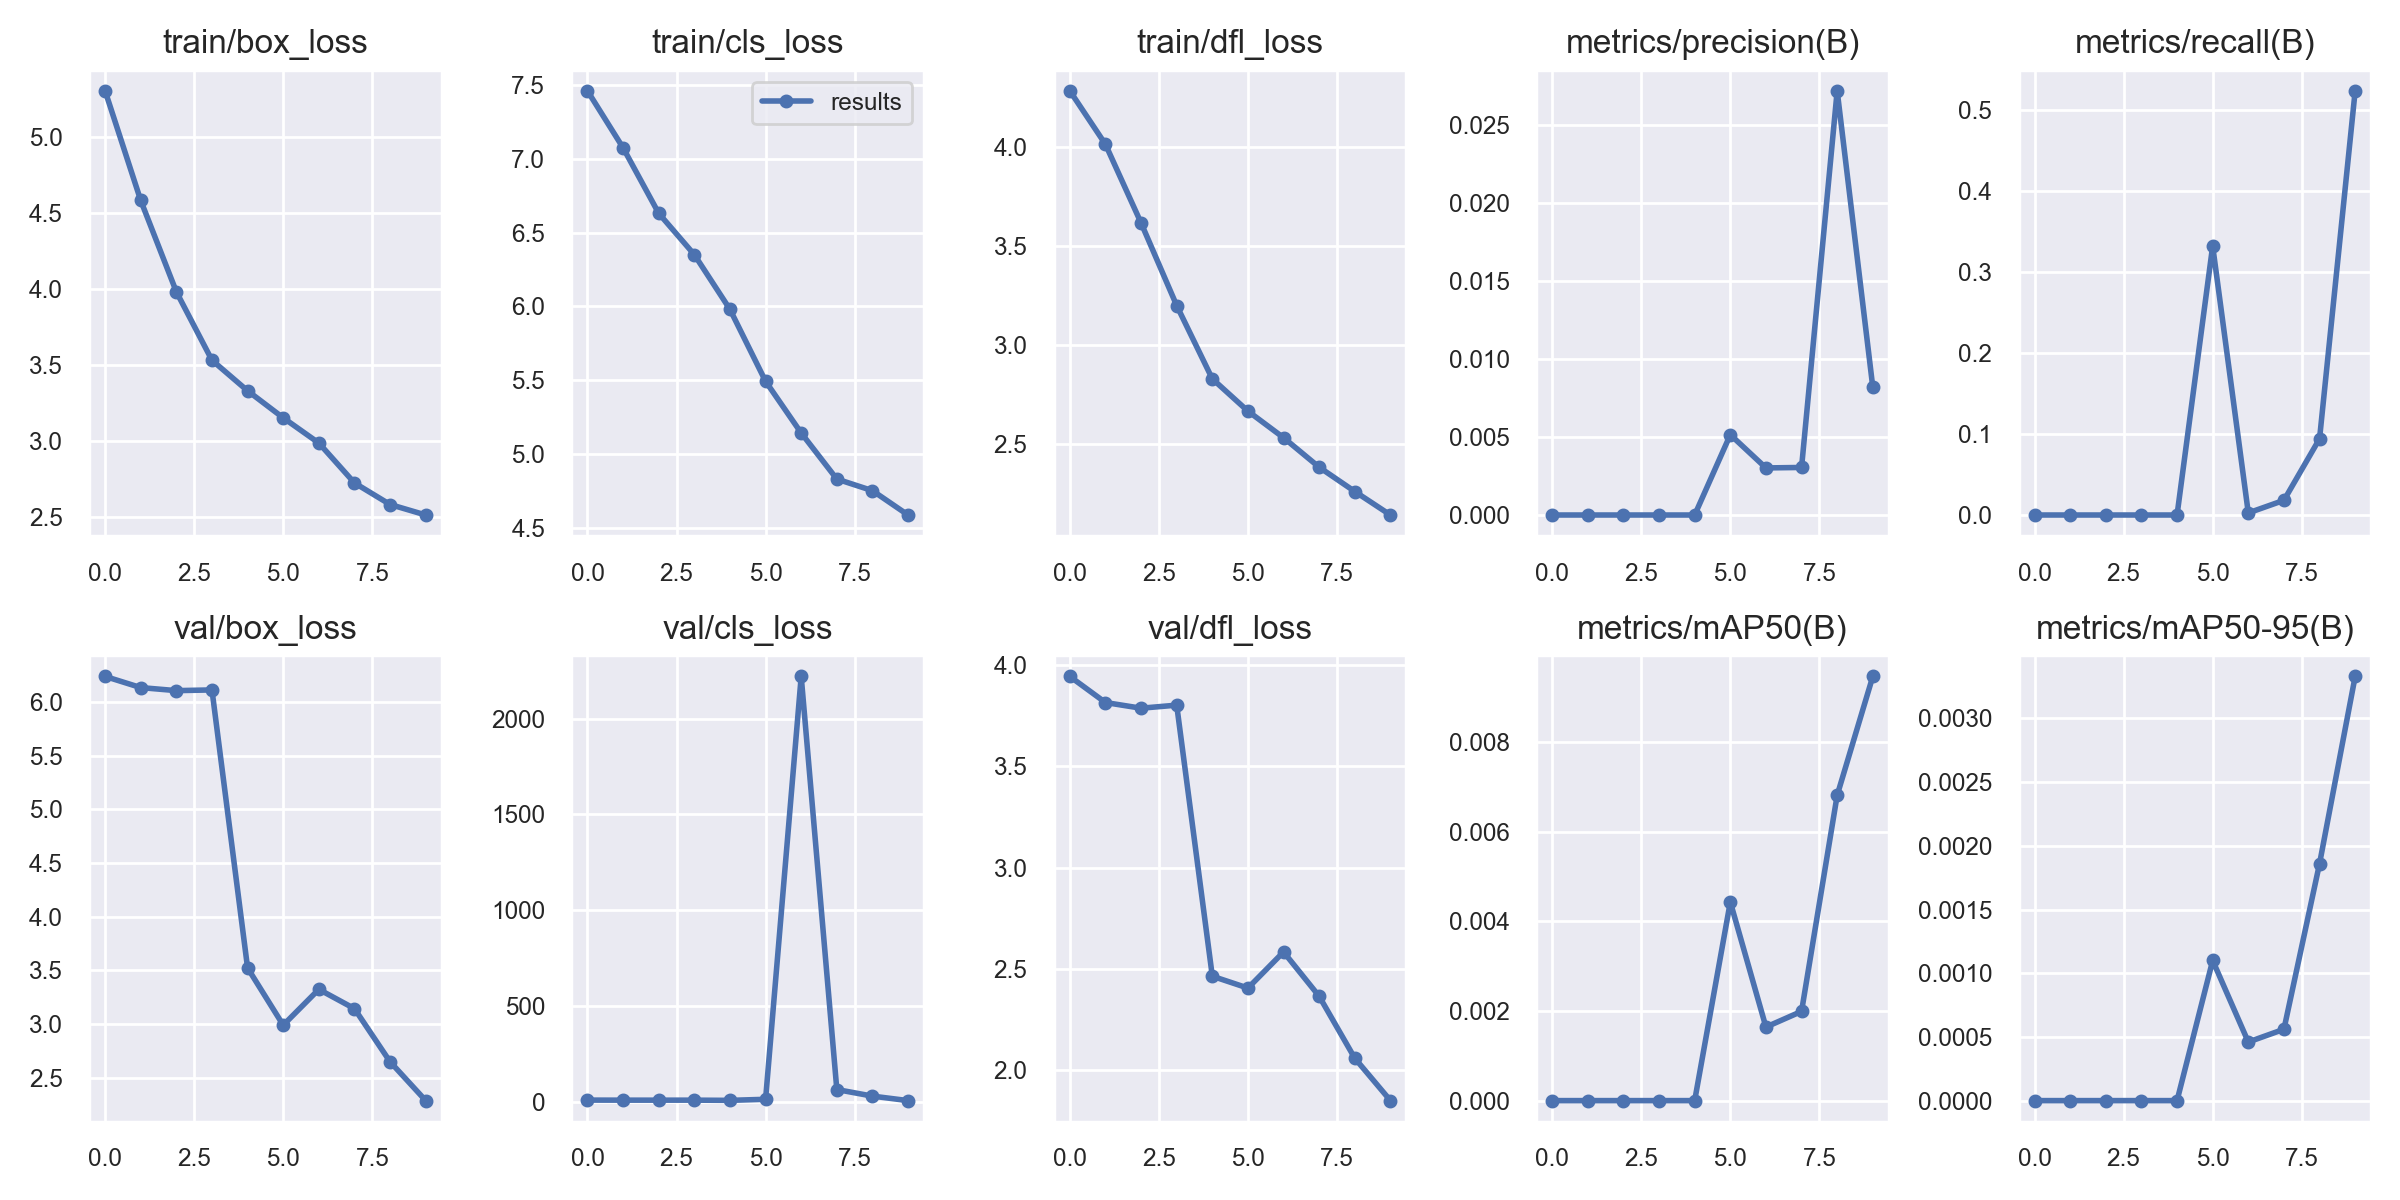 train/box_loss
5.0
4.5
4.0
3.5
3.0
2.5
0.0 2.5 5.0 7.5
train/cls_loss
results
7.5
7.0
6.5
6.0
5.5
5.0
4.5
0.0 2.5 5.0 7.5
train/dfl_loss
4.0
3.5
3.0
2.5
0.0 2.5 5.0 7.5
metrics/precision(B)
0.025
0.020
0.015
0.010
0.005
0.000
0.0 2.5 5.0 7.5
metrics/recall(B)
0.5
0.4
0.3
0.2
0.1
0.0
0.0 2.5 5.0 7.5
val/box_loss
6.0
5.5
5.0
4.5
4.0
3.5
3.0
2.5
0.0 2.5 5.0 7.5
val/cls_loss
2000
1500
1000
500
0
0.0 2.5 5.0 7.5
val/dfl_loss
4.0
3.5
3.0
2.5
2.0
0.0 2.5 5.0 7.5
metrics/mAP50(B)
0.008
0.006
0.004
0.002
0.000
0.0 2.5 5.0 7.5
metrics/mAP50-95(B)
0.0030
0.0025
0.0020
0.0015
0.0010
0.0005
0.0000
0.0 2.5 5.0 7.5